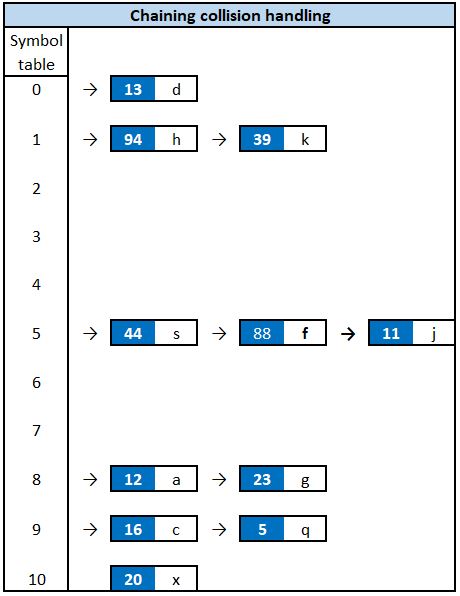 Chaining collision handling
Symbol
table
0 → 13 d
1 → 94 h → 39 k
2
3
4
5 → 44 s → 88 f → 11 j
6
7
8 → 12 a → 23 g
9 → 16 c → 5 q
10 20 x